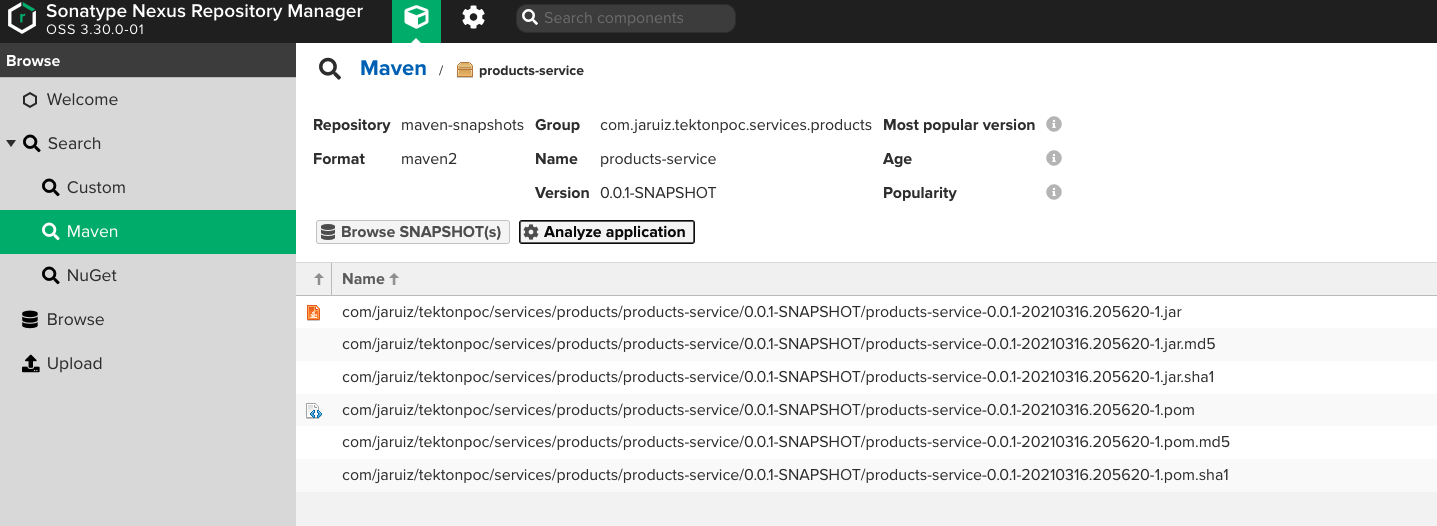 Sonatype Nexus Repository Manager
OSS 3.30.0-01
Search components
Browse
Welcome
Search
Custom
Maven
NuGet
Browse
Upload
Maven / products-service
Repository maven-snapshots Group com.jaruiz.tektonpoc.services.products Most popular version
Format maven2 Name products-service Age
Version 0.0.1-SNAPSHOT Popularity
Browse SNAPSHOT(s) Analyze application
Name
com/jaruiz/tektonpoc/services/products/products-service/0.0.1-SNAPSHOT/products-service-0.0.1-20210316.205620-1.jar
com/jaruiz/tektonpoc/services/products/products-service/0.0.1-SNAPSHOT/products-service-0.0.1-20210316.205620-1.jar.md5
com/jaruiz/tektonpoc/services/products/products-service/0.0.1-SNAPSHOT/products-service-0.0.1-20210316.205620-1.jar.sha1
com/jaruiz/tektonpoc/services/products/products-service/0.0.1-SNAPSHOT/products-service-0.0.1-20210316.205620-1.pom
com/jaruiz/tektonpoc/services/products/products-service/0.0.1-SNAPSHOT/products-service-0.0.1-20210316.205620-1.pom.md5
com/jaruiz/tektonpoc/services/products/products-service/0.0.1-SNAPSHOT/products-service-0.0.1-20210316.205620-1.pom.sha1